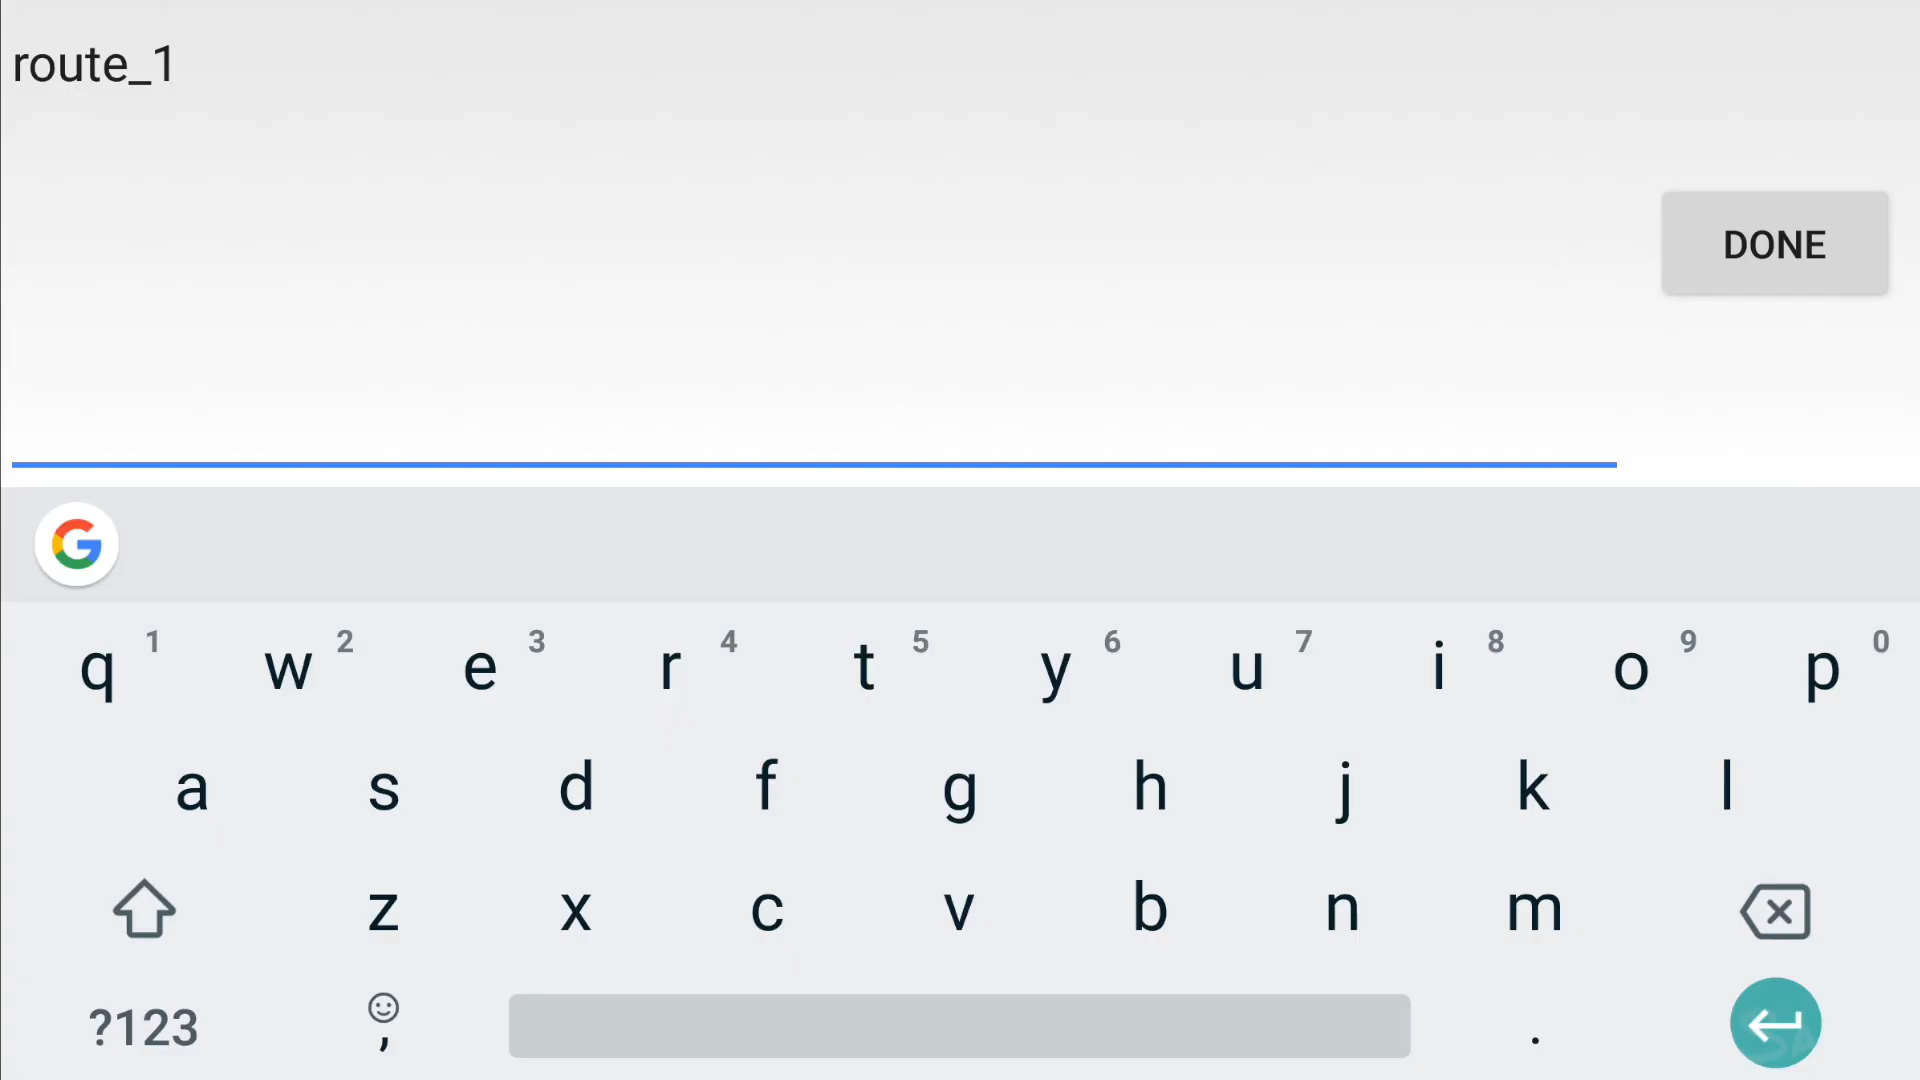 route_1
DONE
G
q 1 w 2 e 3 r 4 t 5 y 6 u 7 i 8 o 9 p 0
a s d f g h j k l
z x c v b n m
?123 , .